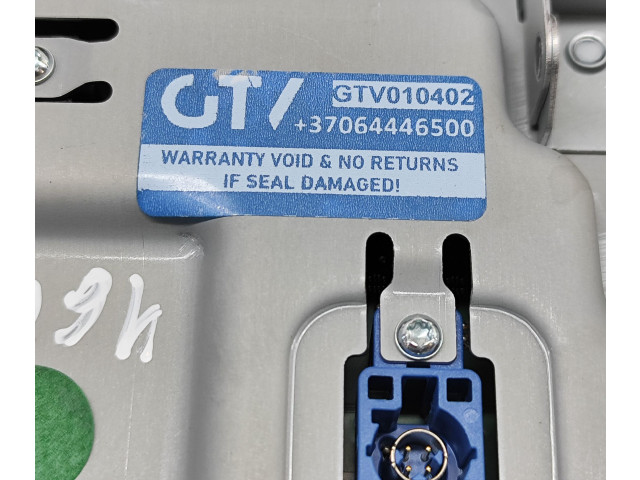 GTV
GTV010402
+37064446500
WARRANTY VOID & NO RETURNS
IF SEAL DAMAGED!